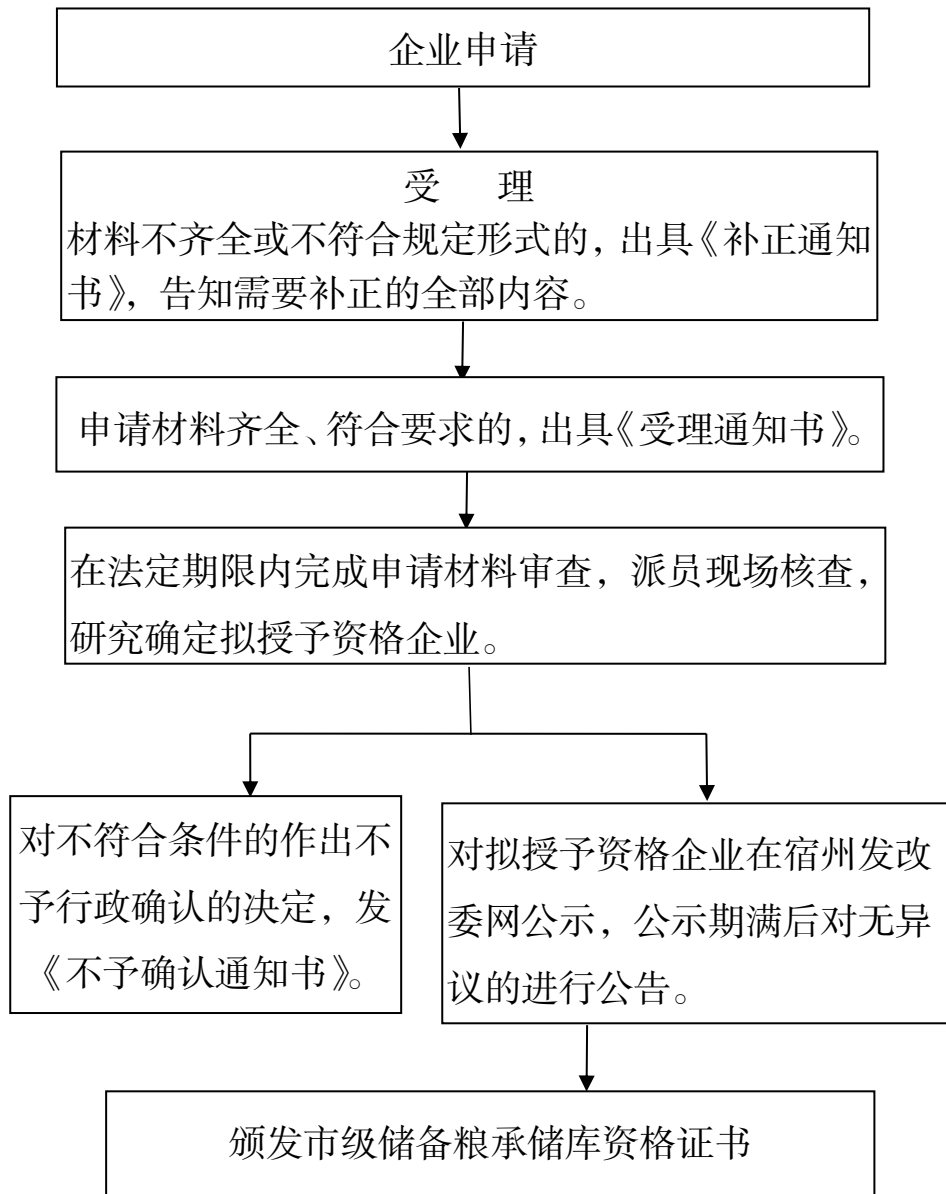 企业申请
受 理
材料不齐全或不符合规定形式的，出具《补正通知
书》，告知需要补正的全部内容。
申请材料齐全、符合要求的，出具《受理通知书》。
在法定期限内完成申请材料审查，派员现场核查，
研究确定拟授予资格企业。
对不符合条件的作出不
予行政确认的决定，发
《不予确认通知书》。
对拟授予资格企业在宿州发改
委网公示，公示期满后对无异
议的进行公告。
颁发市级储备粮承储库资格证书